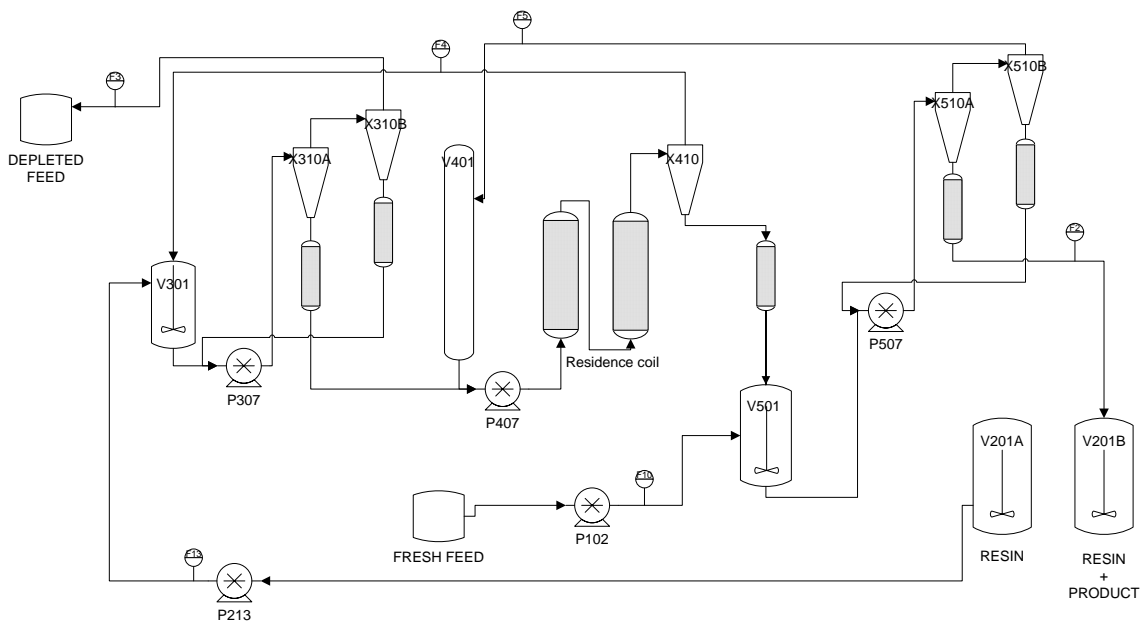 F5
F4
F3
X510B
X510A
X310B
X310A
V401
X410
DEPLETED
FEED
F2
V301
P507
Residence coil
P307
P407
V501
V201A
V201B
F10
FRESH FEED
P102
RESIN
RESIN
+
PRODUCT
F13
P213